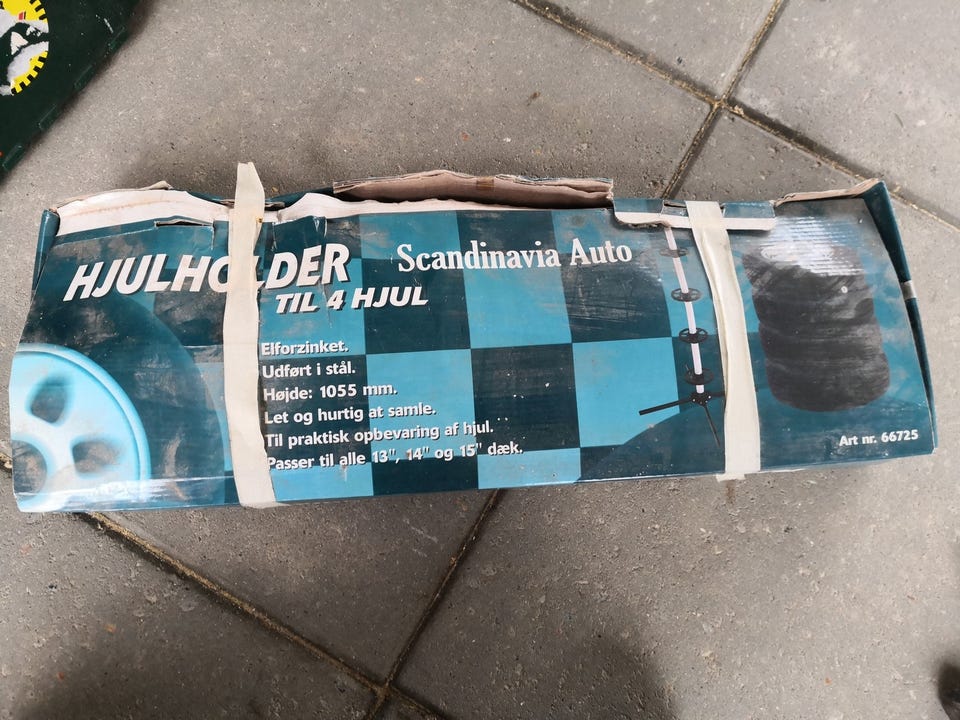 HJULHOLDER
TIL 4 HJUL
Scandinavia Auto
Elforzinket.
Udført i stål.
Højde: 1055 mm.
Let og hurtig at samle.
Til praktisk opbevaring af hjul.
Passer til alle 13", 14" og 15" dæk.
Art nr. 66725